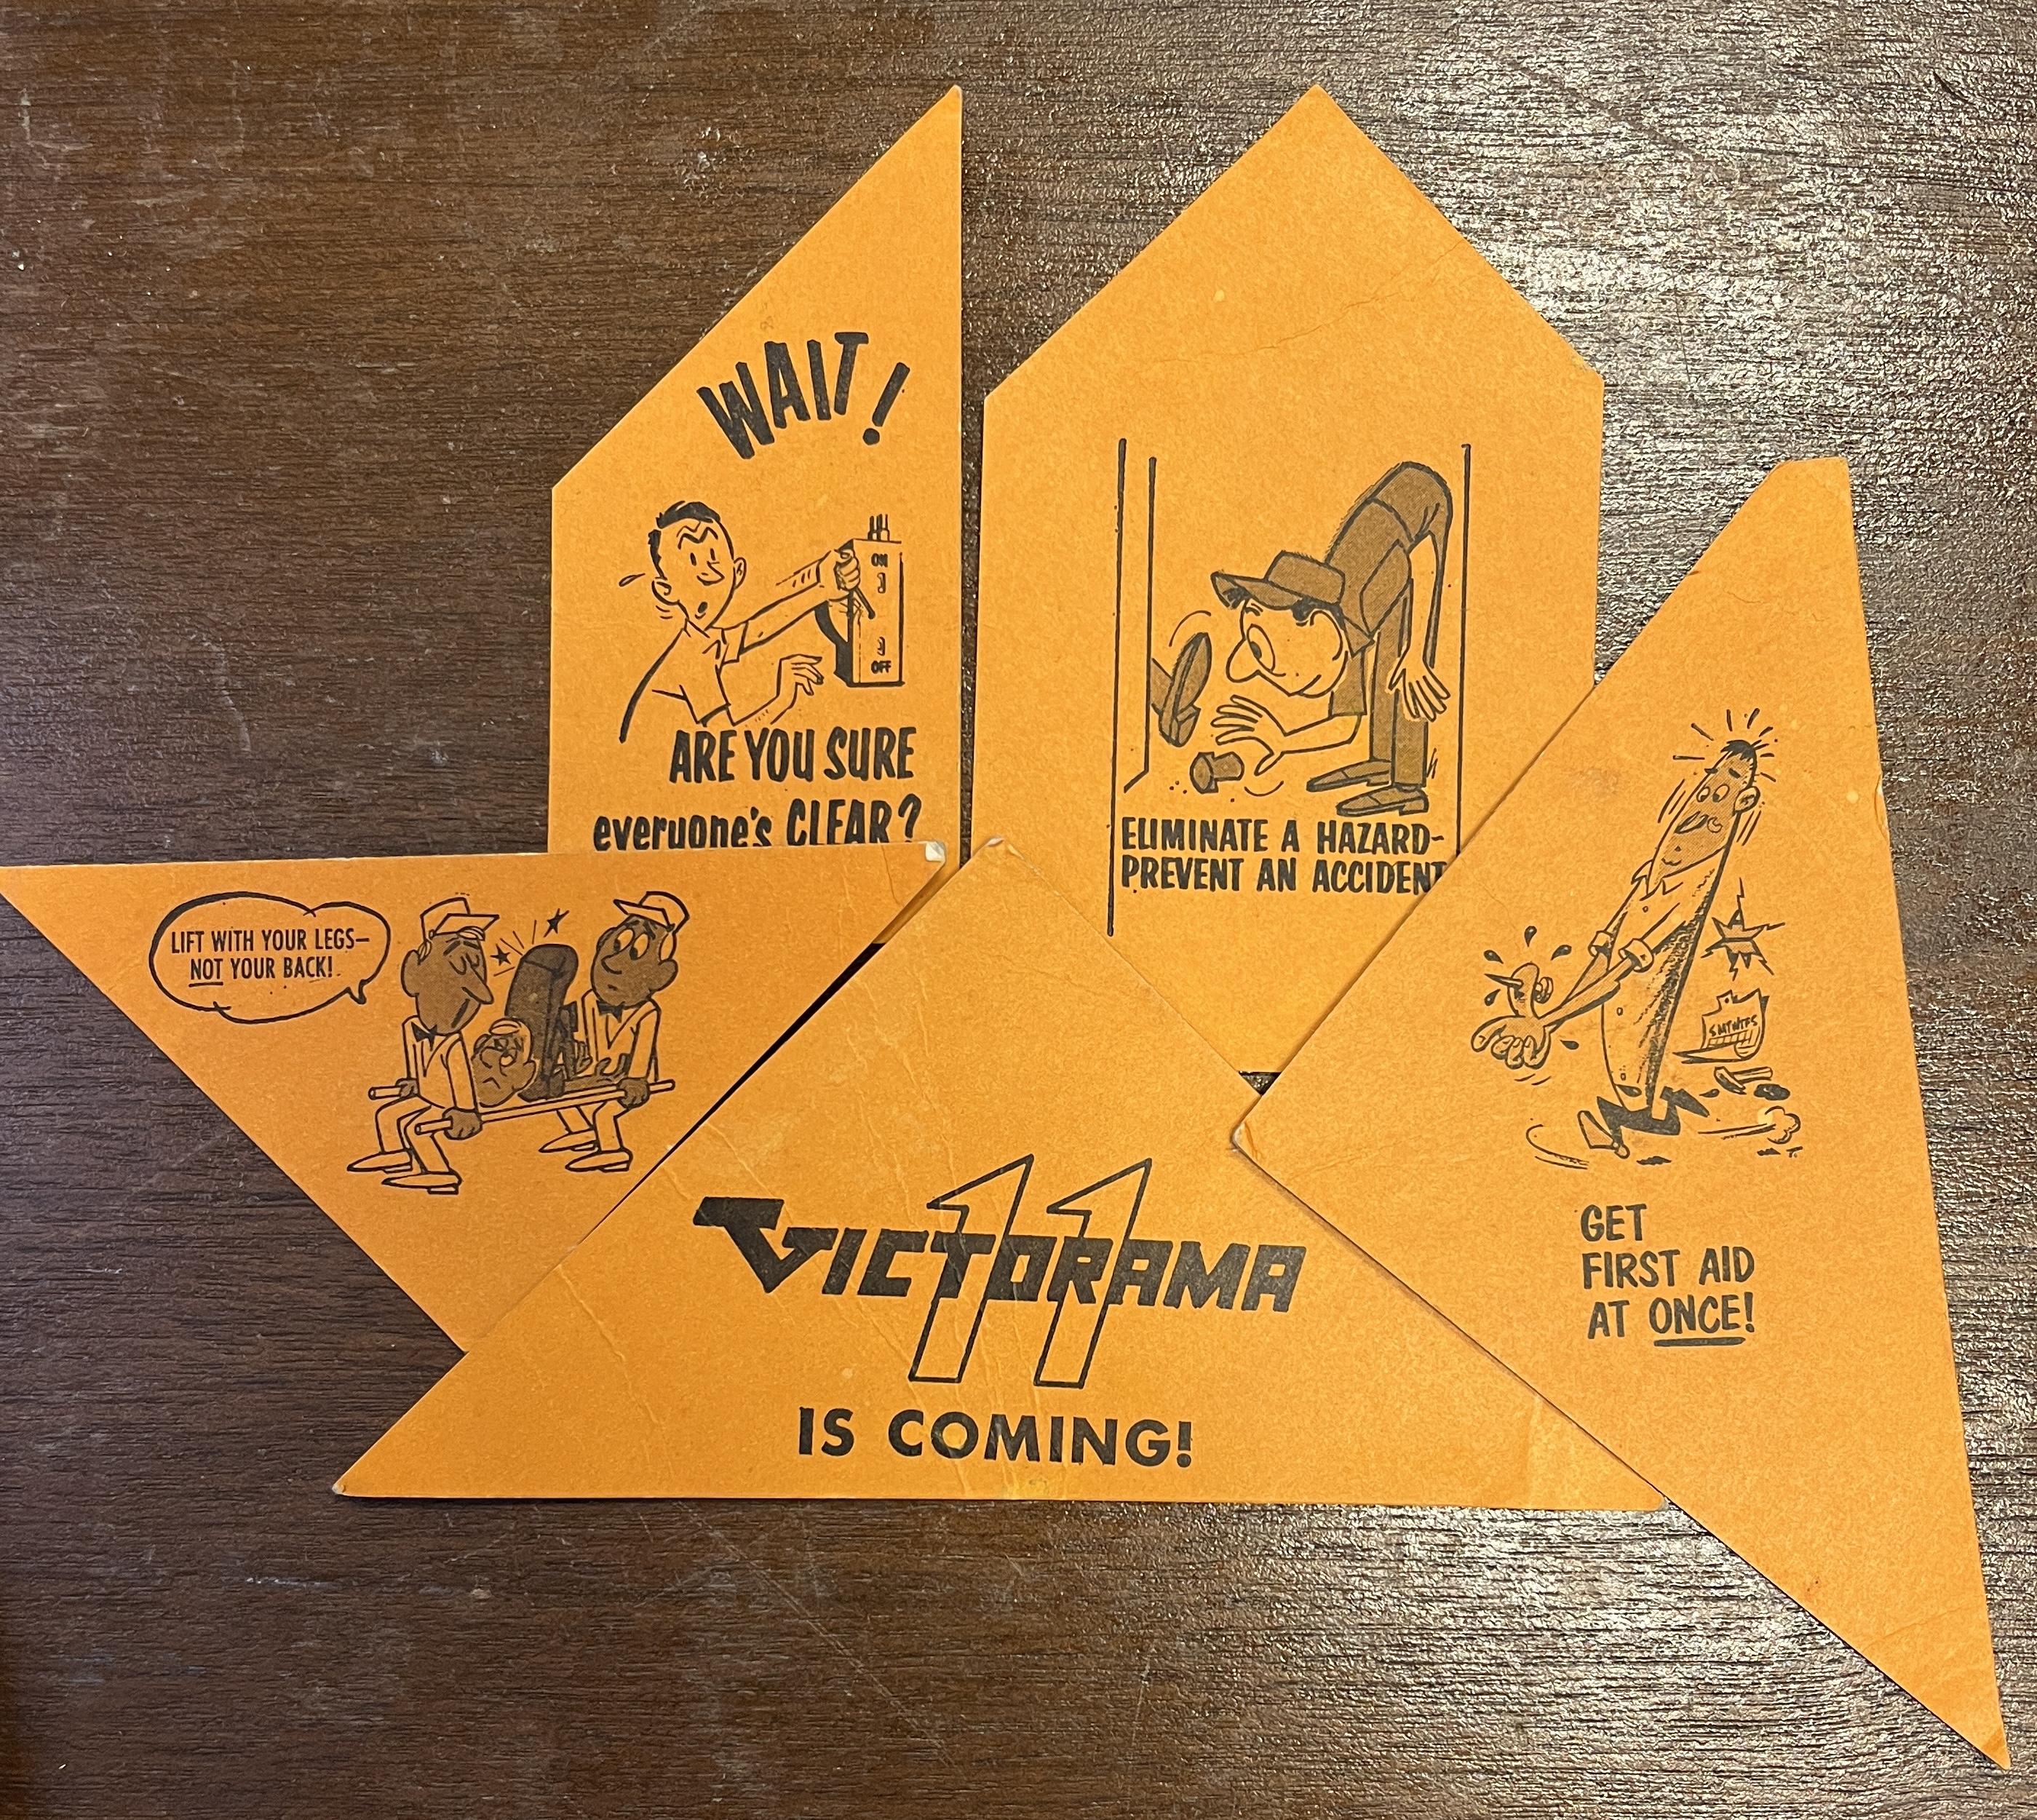 WAIT!
ON
OFF
ARE YOU SURE
everyone's CLEAR?
ELIMINATE A HAZARD-
PREVENT AN ACCIDENT
LIFT WITH YOUR LEGS—
NOT YOUR BACK!
VICTORAMA
11
IS COMING!
SMTWTFS
GET
FIRST AID
AT ONCE!